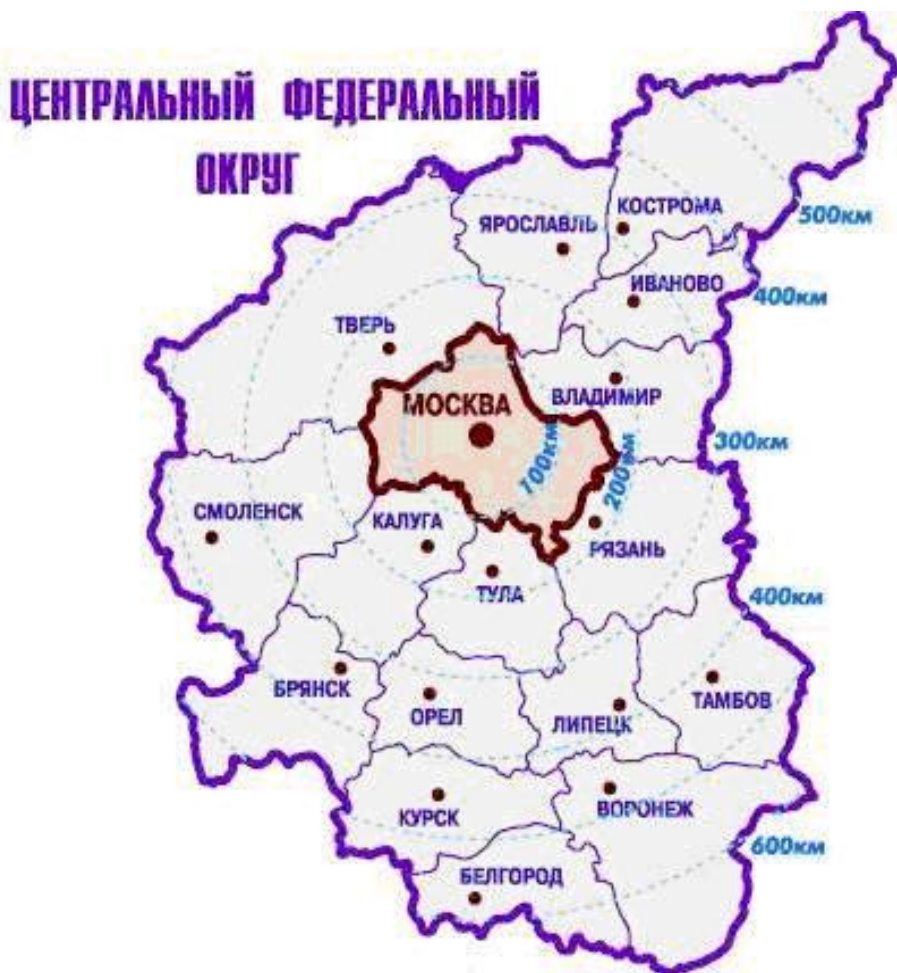 ЦЕНТРАЛЬНЫЙ ФЕДЕРАЛЬНЫЙ
ОКРУГ
КОСТРОМА
ЯРОСЛАВЛЬ
500км
ИВАНОВО
400км
ТВЕРЬ
ВЛАДИМИР
МОСКВА
300км
100км
200км
СМОЛЕНСК
КАЛУГА
РЯЗАНЬ
ТУЛА
400км
БРЯНСК
ОРЕЛ
ЛИПЕЦК
ТАМБОВ
КУРСК
ВОРОНЕЖ
600км
БЕЛГОРОД